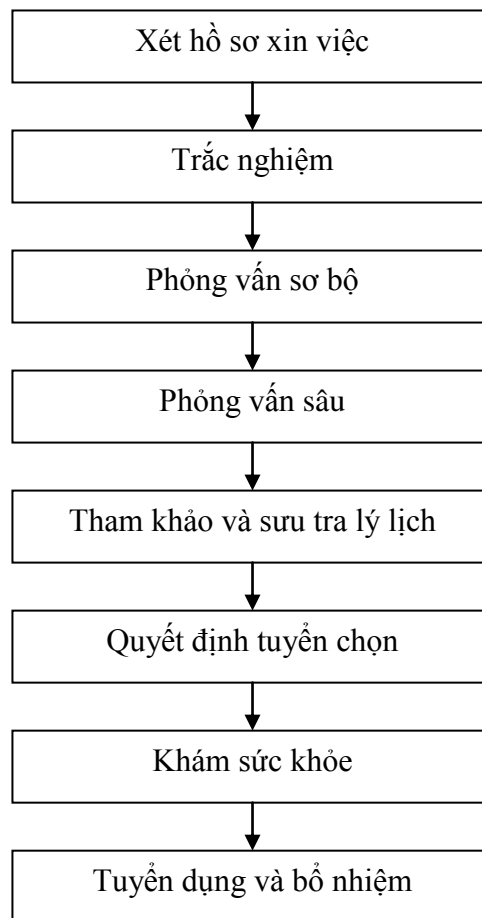 Xét hồ sơ xin việc
Trắc nghiệm
Phỏng vấn sơ bộ
Phỏng vấn sâu
Tham khảo và sưu tra lý lịch
Quyết định tuyển chọn
Khám sức khỏe
Tuyển dụng và bổ nhiệm